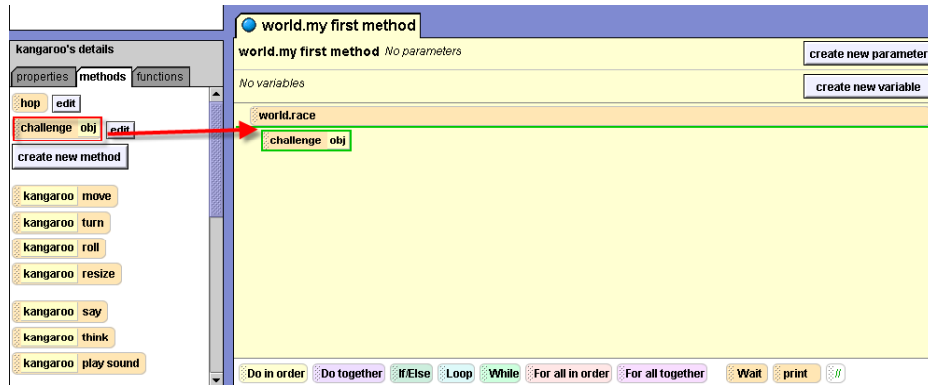 kangaroo's details
properties methods functions
hop edit
challenge obj edit
create new method
kangaroo move
kangaroo turn
kangaroo roll
kangaroo resize
kangaroo say
kangaroo think
kangaroo play sound
world.my first method
world.my first method No parameters
create new parameter
No variables
create new variable
world.race
challenge obj
Do in order Do together If/Else Loop While For all in order For all together Wait print //